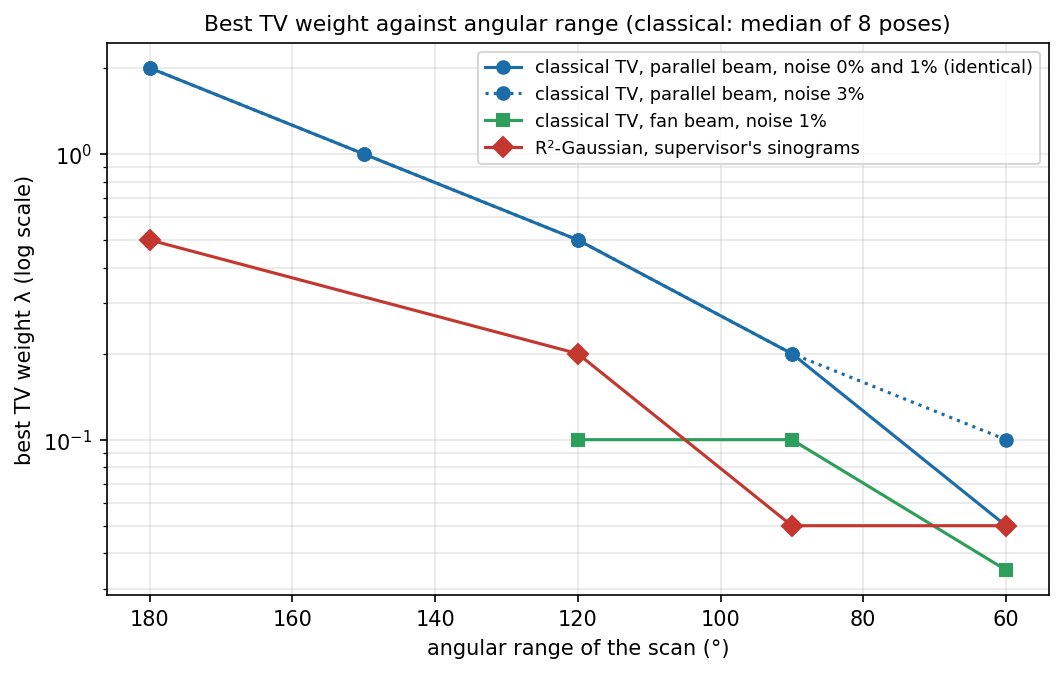 Best TV weight against angular range (classical: median of 8 poses)
classical TV, parallel beam, noise 0% and 1% (identical)
classical TV, parallel beam, noise 3%
classical TV, fan beam, noise 1%
R²-Gaussian, supervisor's sinograms
best TV weight λ (log scale)
10⁰
10⁻¹
180 160 140 120 100 80 60
angular range of the scan (°)